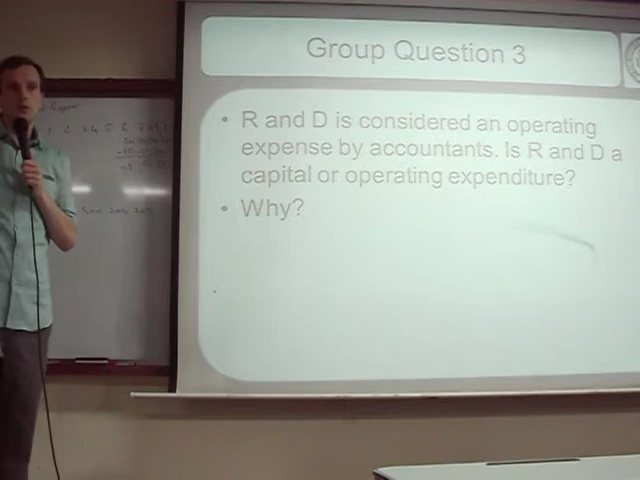 Group Question 3
• R and D is considered an operating
expense by accountants. Is R and D a
capital or operating expenditure?
• Why?